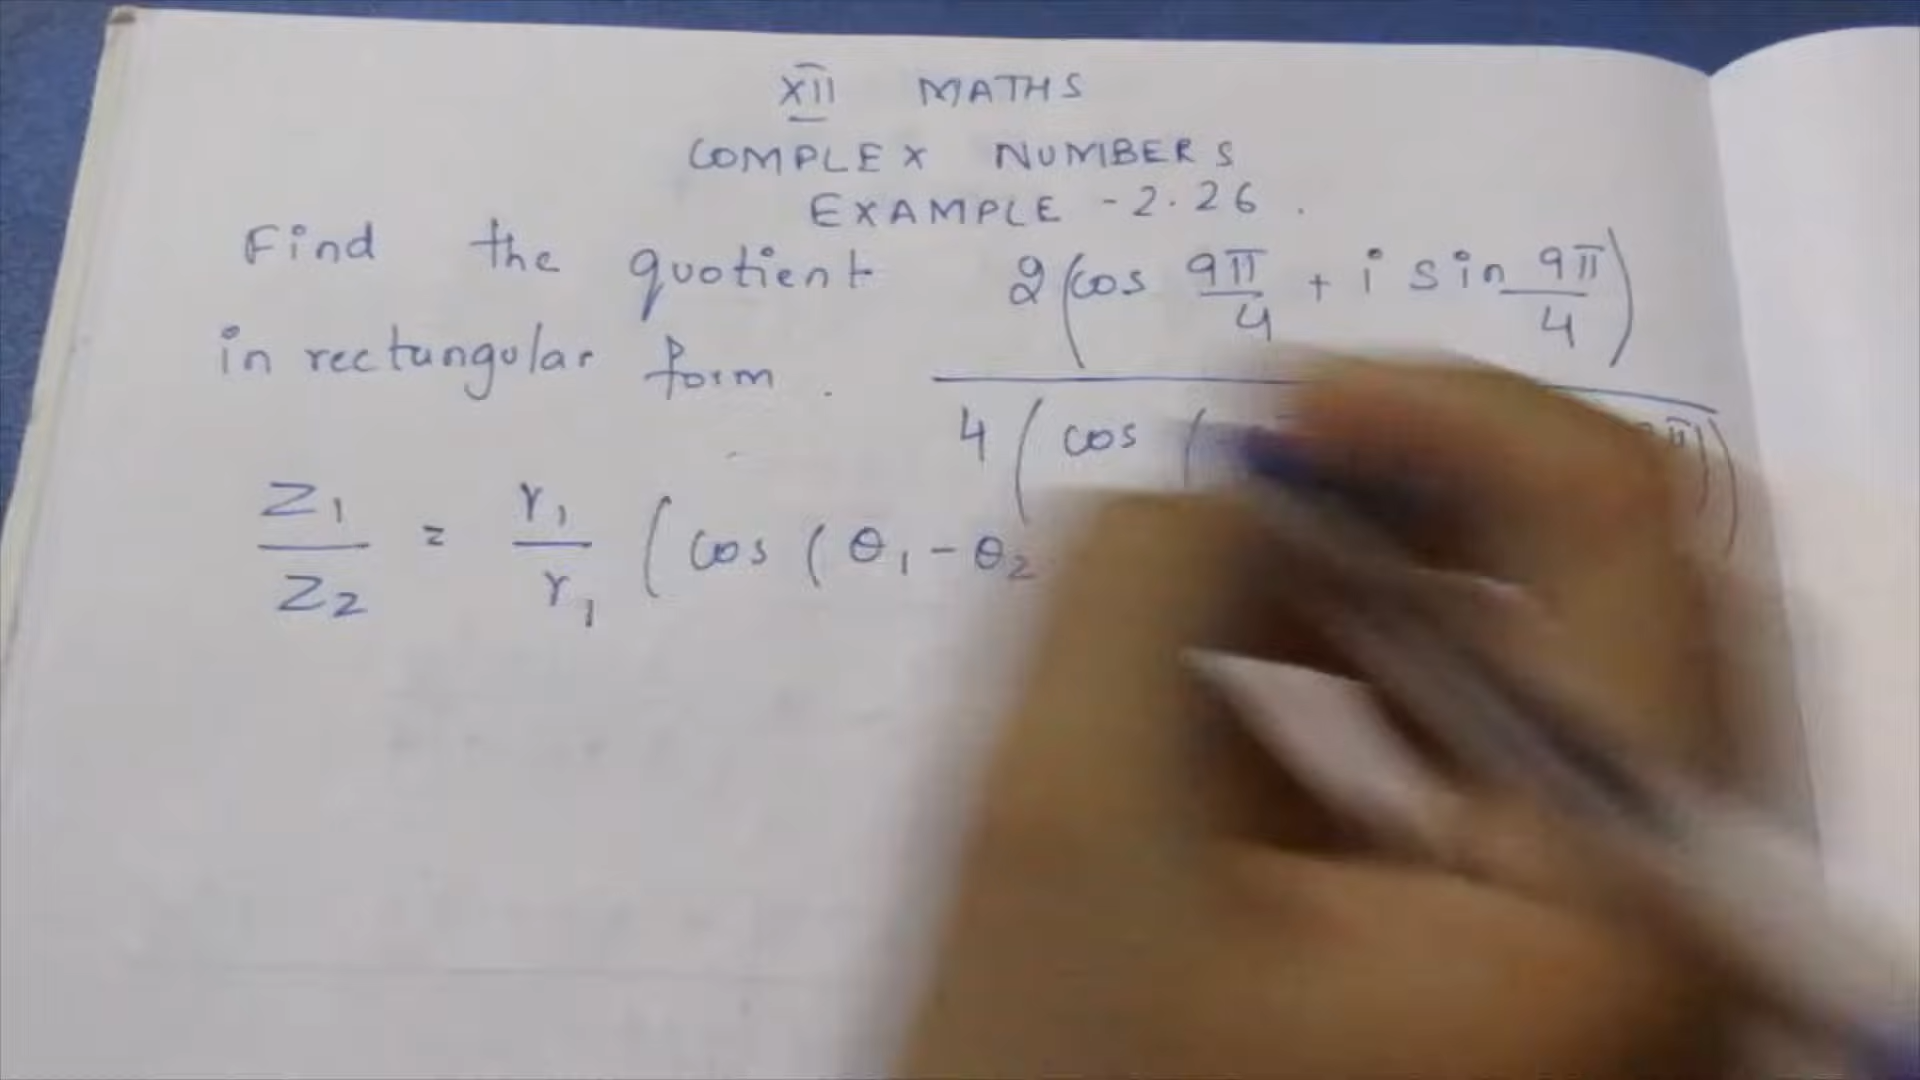 XII MATHS
COMPLEX NUMBERS
EXAMPLE - 2.26.
Find the quotient 2(cos 9π/4 + i sin 9π/4)
in rectangular form.
4 ( cos (
z1/z2 = r1/r1 ( cos ( θ1 - θ2